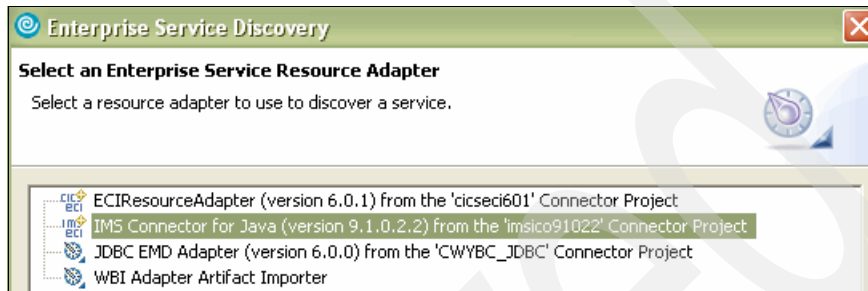 Enterprise Service Discovery
Select an Enterprise Service Resource Adapter
Select a resource adapter to use to discover a service.
ECIResourceAdapter (version 6.0.1) from the 'cicseci601' Connector Project
IMS Connector for Java (version 9.1.0.2.2) from the 'imsico91022' Connector Project
JDBC EMD Adapter (version 6.0.0) from the 'CWYBC_JDBC' Connector Project
WBI Adapter Artifact Importer